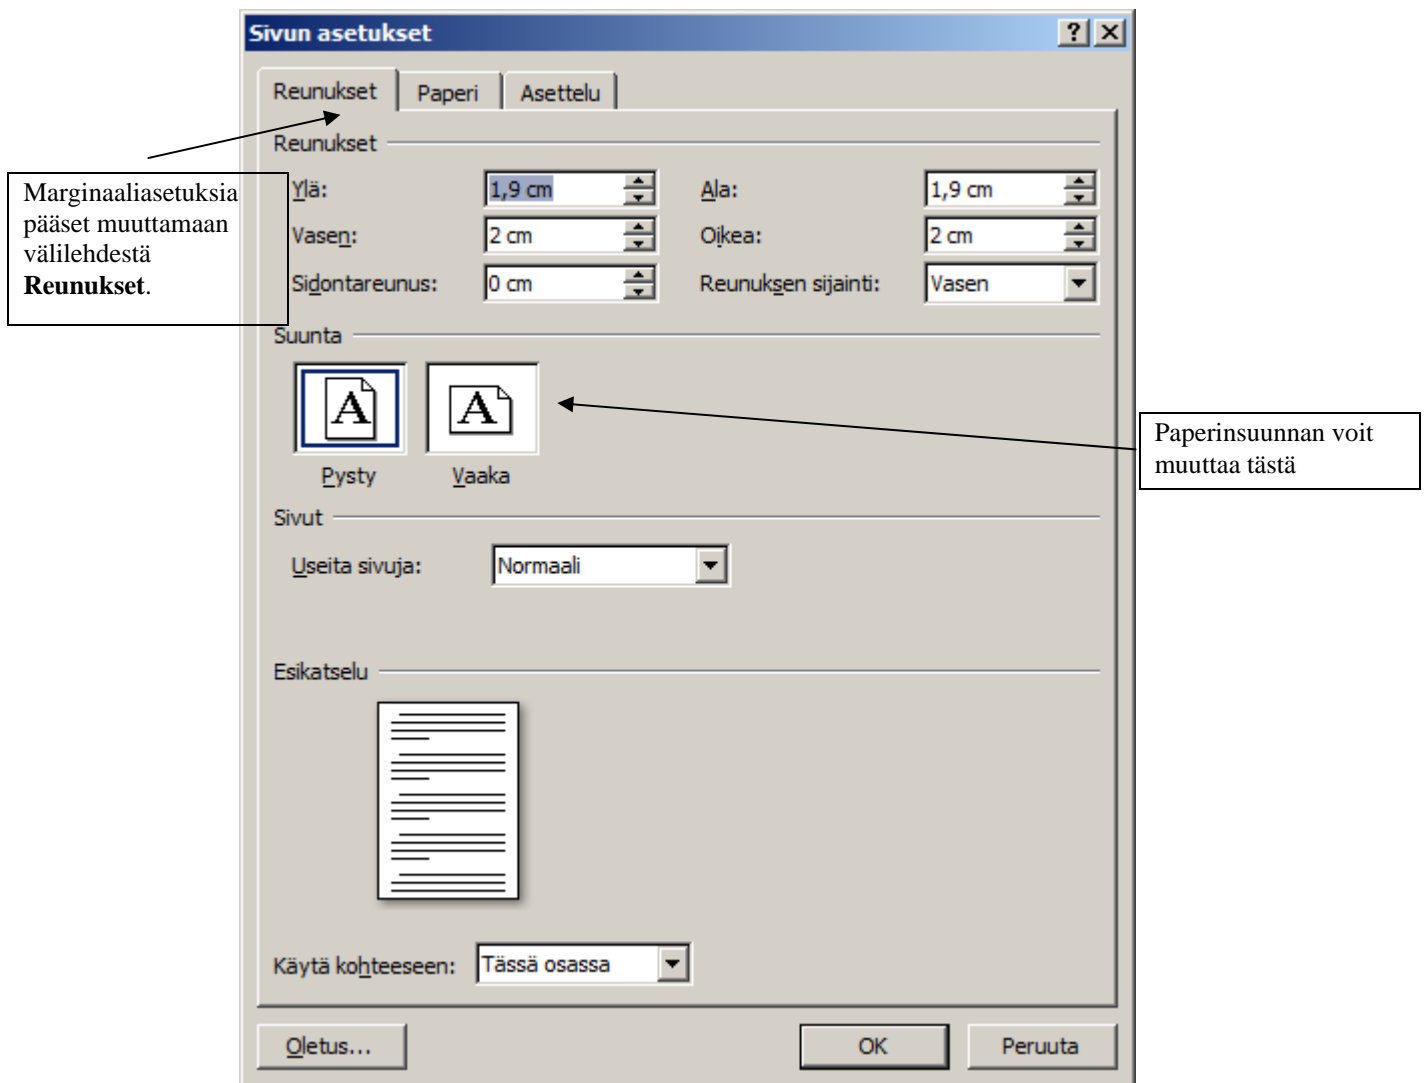 Sivun asetukset
Reunukset Paperi Asettelu
Reunukset
Marginaaliasetuksia
pääset muuttamaan
välilehdestä
Reunukset.
Ylä: 1,9 cm Ala: 1,9 cm
Vasen: 2 cm Oikea: 2 cm
Sidontareunus: 0 cm Reunuksen sijainti: Vasen
Suunta
A A
Pysty Vaaka
Paperinsuunnan voit
muuttaa tästä
Sivut
Useita sivuja: Normaali
Esikatselu
Käytä kohteeseen: Tässä osassa
Oletus... OK Peruuta